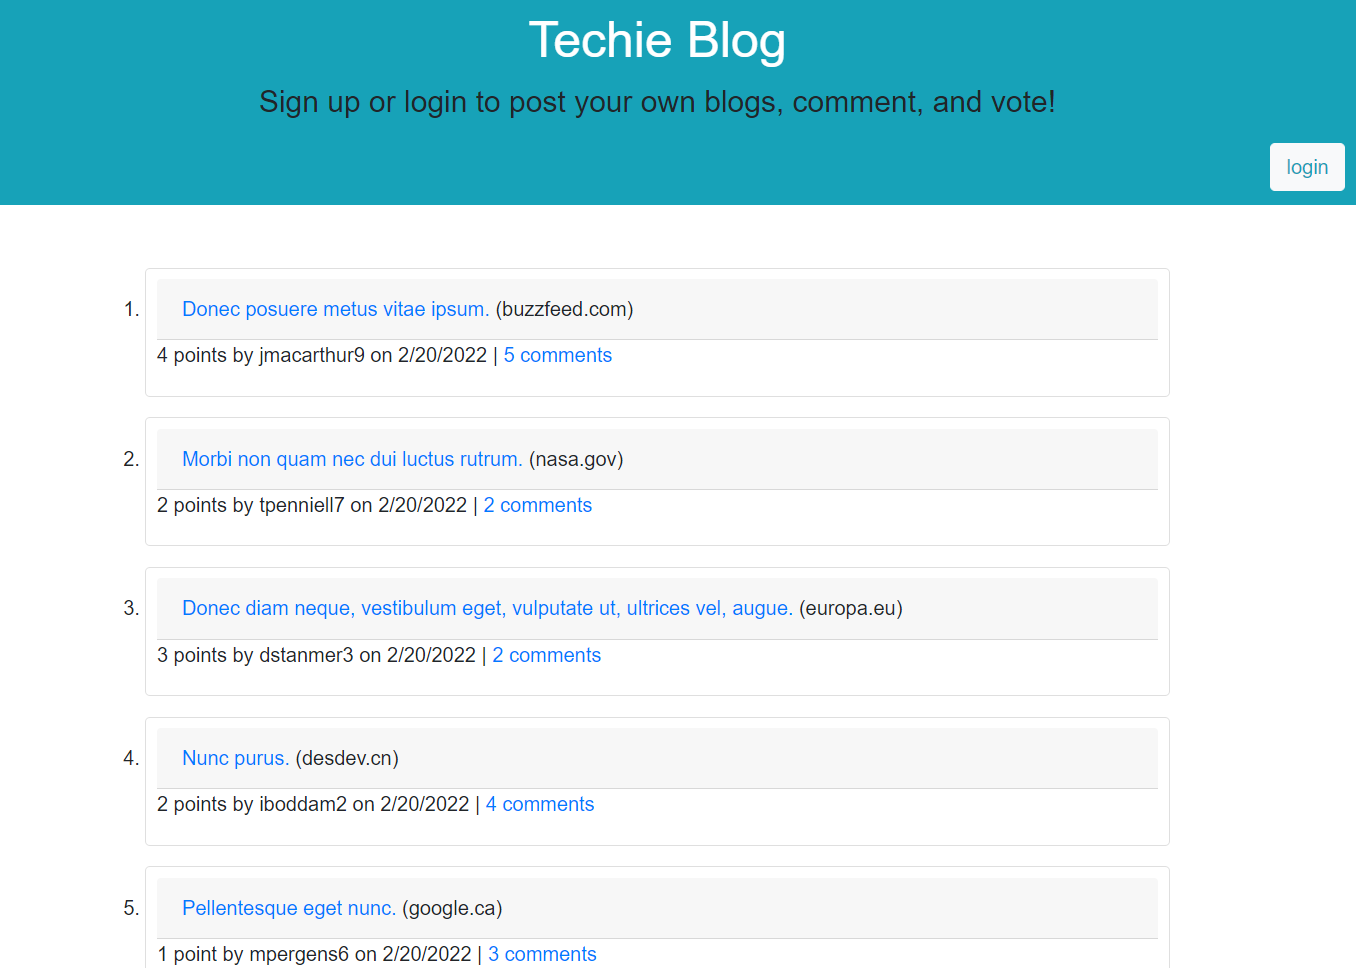 Techie Blog
Sign up or login to post your own blogs, comment, and vote!
login
1. Donec posuere metus vitae ipsum. (buzzfeed.com)
4 points by jmacarthur9 on 2/20/2022 | 5 comments
2. Morbi non quam nec dui luctus rutrum. (nasa.gov)
2 points by tpenniell7 on 2/20/2022 | 2 comments
3. Donec diam neque, vestibulum eget, vulputate ut, ultrices vel, augue. (europa.eu)
3 points by dstanmer3 on 2/20/2022 | 2 comments
4. Nunc purus. (desdev.cn)
2 points by iboddam2 on 2/20/2022 | 4 comments
5. Pellentesque eget nunc. (google.ca)
1 point by mpergens6 on 2/20/2022 | 3 comments